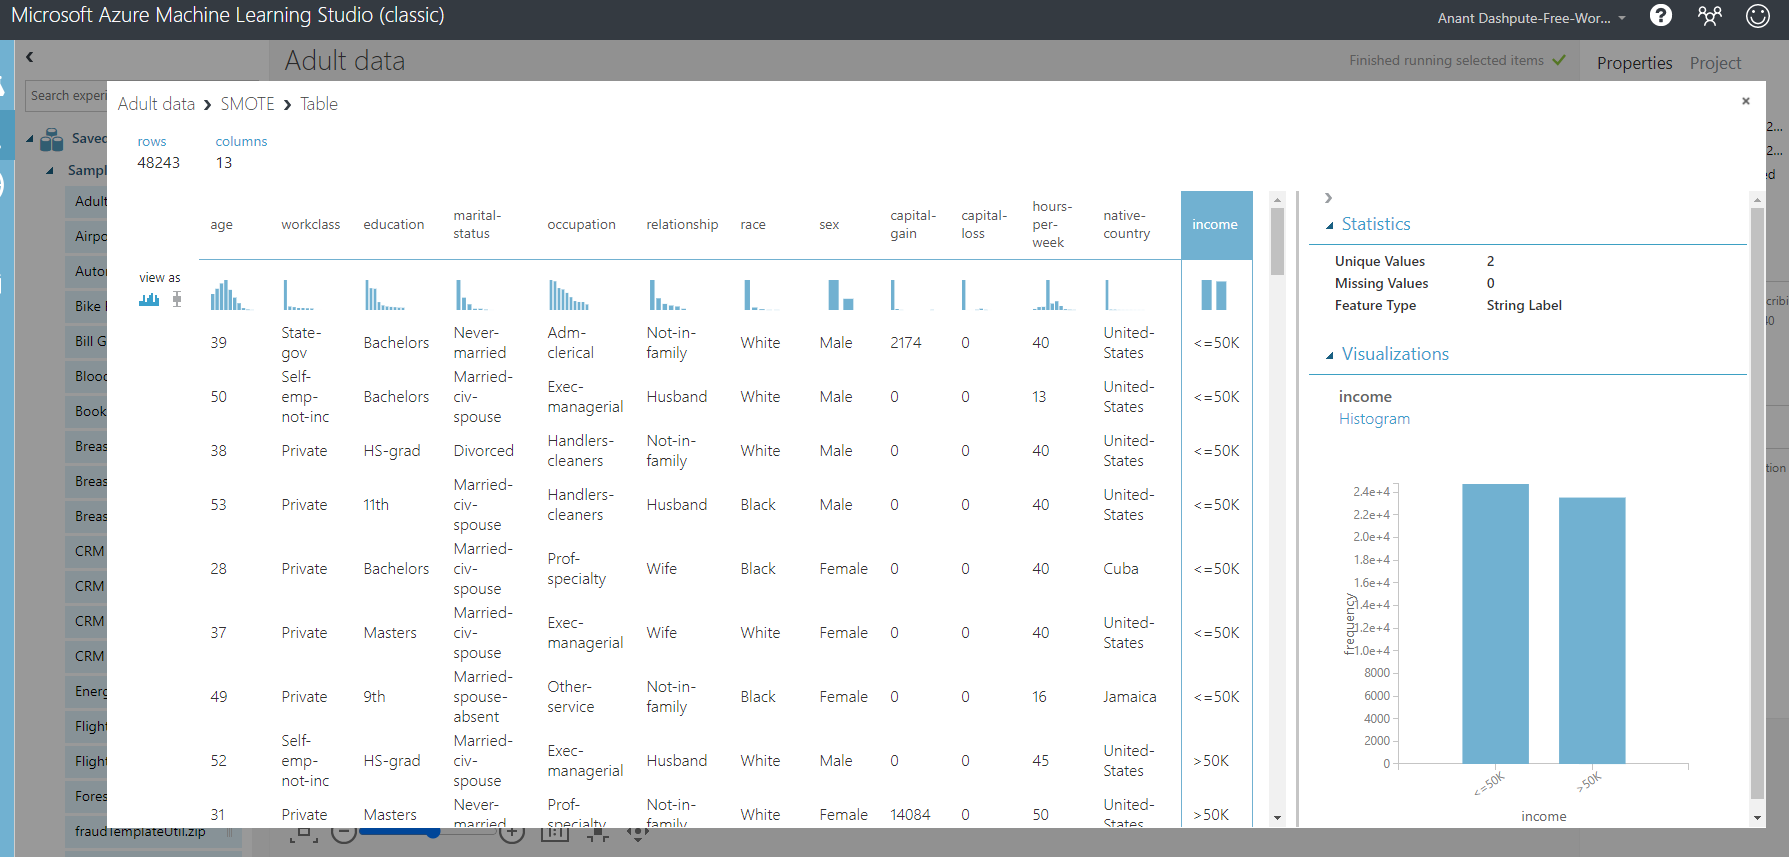 Microsoft Azure Machine Learning Studio (classic)
Anant Dashpute-Free-Wor...
?
Adult data
Finished running selected items
Properties Project
Search experi
Saved
Sampl
Adult
Airpo
Auto
Bike
Bill G
Blood
Book
Breas
Breas
Breas
CRM
CRM
CRM
CRM
Energ
Flight
Flight
Fores
fraudTemplateUtil.zip
Adult data > SMOTE > Table
rows columns
48243 13
view as
age workclass education marital-status occupation relationship race sex capital-gain capital-loss hours-per-week native-country income
39 State-gov Bachelors Never-married Adm-clerical Not-in-family White Male 2174 0 40 United-States <=50K
50 Self-emp-not-inc Bachelors Married-civ-spouse Exec-managerial Husband White Male 0 0 13 United-States <=50K
38 Private HS-grad Divorced Handlers-cleaners Not-in-family White Male 0 0 40 United-States <=50K
53 Private 11th Married-civ-spouse Handlers-cleaners Husband Black Male 0 0 40 United-States <=50K
28 Private Bachelors Married-civ-spouse Prof-specialty Wife Black Female 0 0 40 Cuba <=50K
37 Private Masters Married-civ-spouse Exec-managerial Wife White Female 0 0 40 United-States <=50K
49 Private 9th Married-spouse-absent Other-service Not-in-family Black Female 0 0 16 Jamaica <=50K
52 Self-emp-not-inc HS-grad Married-civ-spouse Exec-managerial Husband White Male 0 0 45 United-States >50K
31 Private Masters Never-married Prof-specialty Not-in-family White Female 14084 0 50 United-States >50K
Statistics
Unique Values 2
Missing Values 0
Feature Type String Label
Visualizations
income
Histogram
2.4e+4
2.2e+4
2.0e+4
1.8e+4
1.6e+4
1.4e+4
1.2e+4
1.0e+4
8000
6000
4000
2000
0
frequency
<=50K >50K
income
1:1
2...
2...
ed
cribi
40
tion